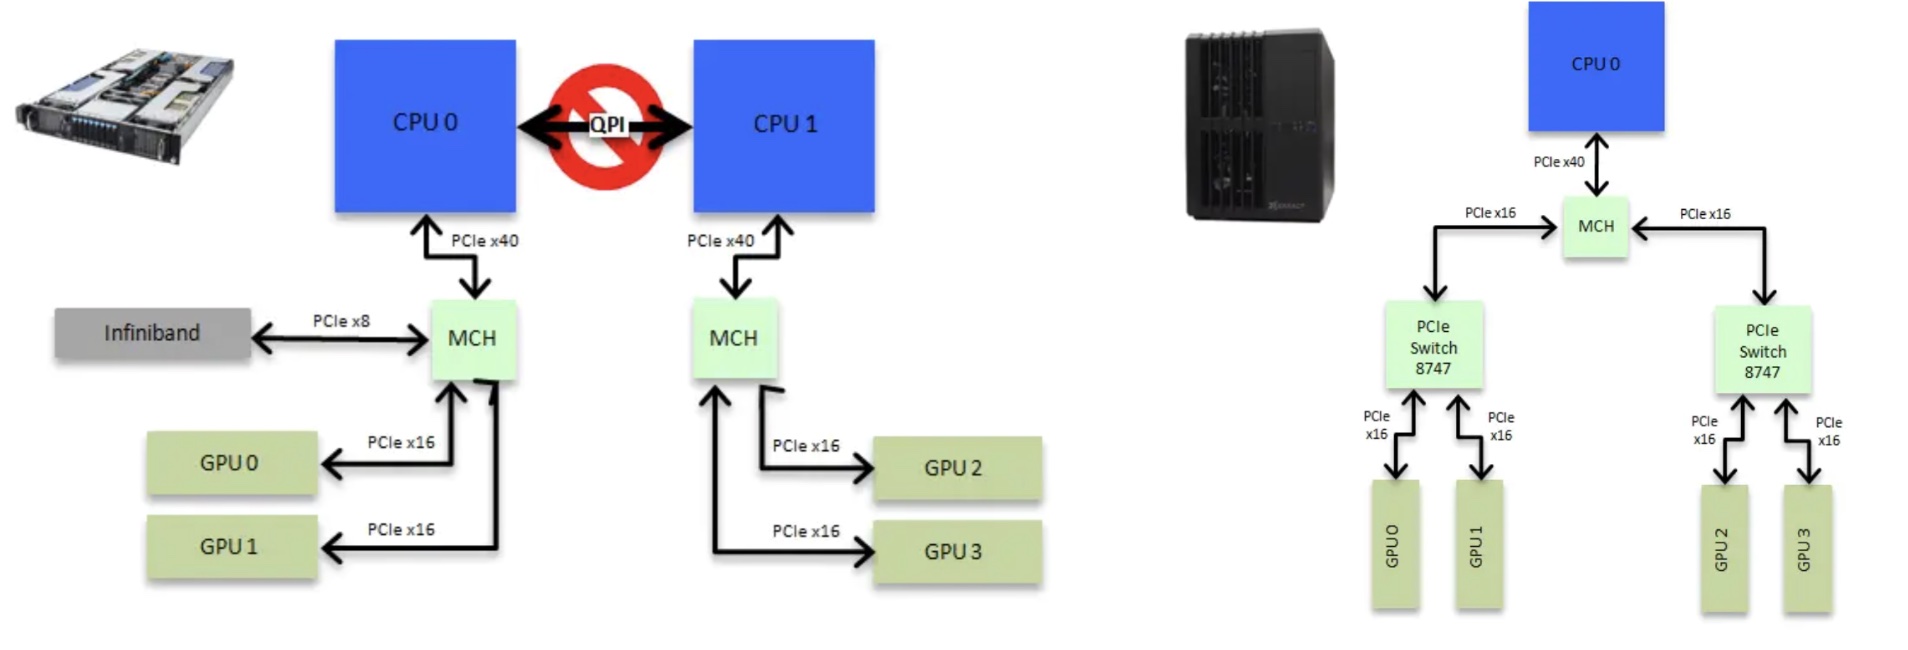 CPU 0
QPI
CPU 1
PCIe x40
PCIe x40
Infiniband
PCIe x8
MCH
MCH
GPU 0
PCIe x16
GPU 1
PCIe x16
PCIe x16
GPU 2
PCIe x16
GPU 3
CPU 0
PCIe x40
PCIe x16
MCH
PCIe x16
PCIe
Switch
8747
PCIe
Switch
8747
PCIe
x16
PCIe
x16
PCIe
x16
PCIe
x16
GPU 0
GPU 1
GPU 2
GPU 3